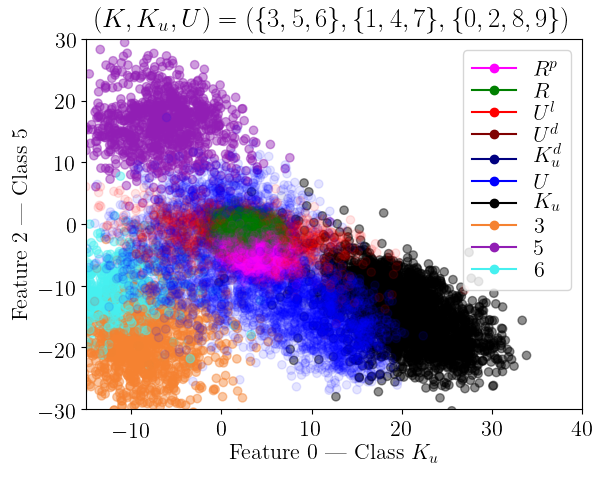 (K, K_u, U) = ({3, 5, 6}, {1, 4, 7}, {0, 2, 8, 9})
30
20
10
0
−10
−20
−30
Feature 2 — Class 5
R^p
R
U^l
U^d
K_u^d
U
K_u
3
5
6
−10
0
10
20
30
40
Feature 0 — Class K_u